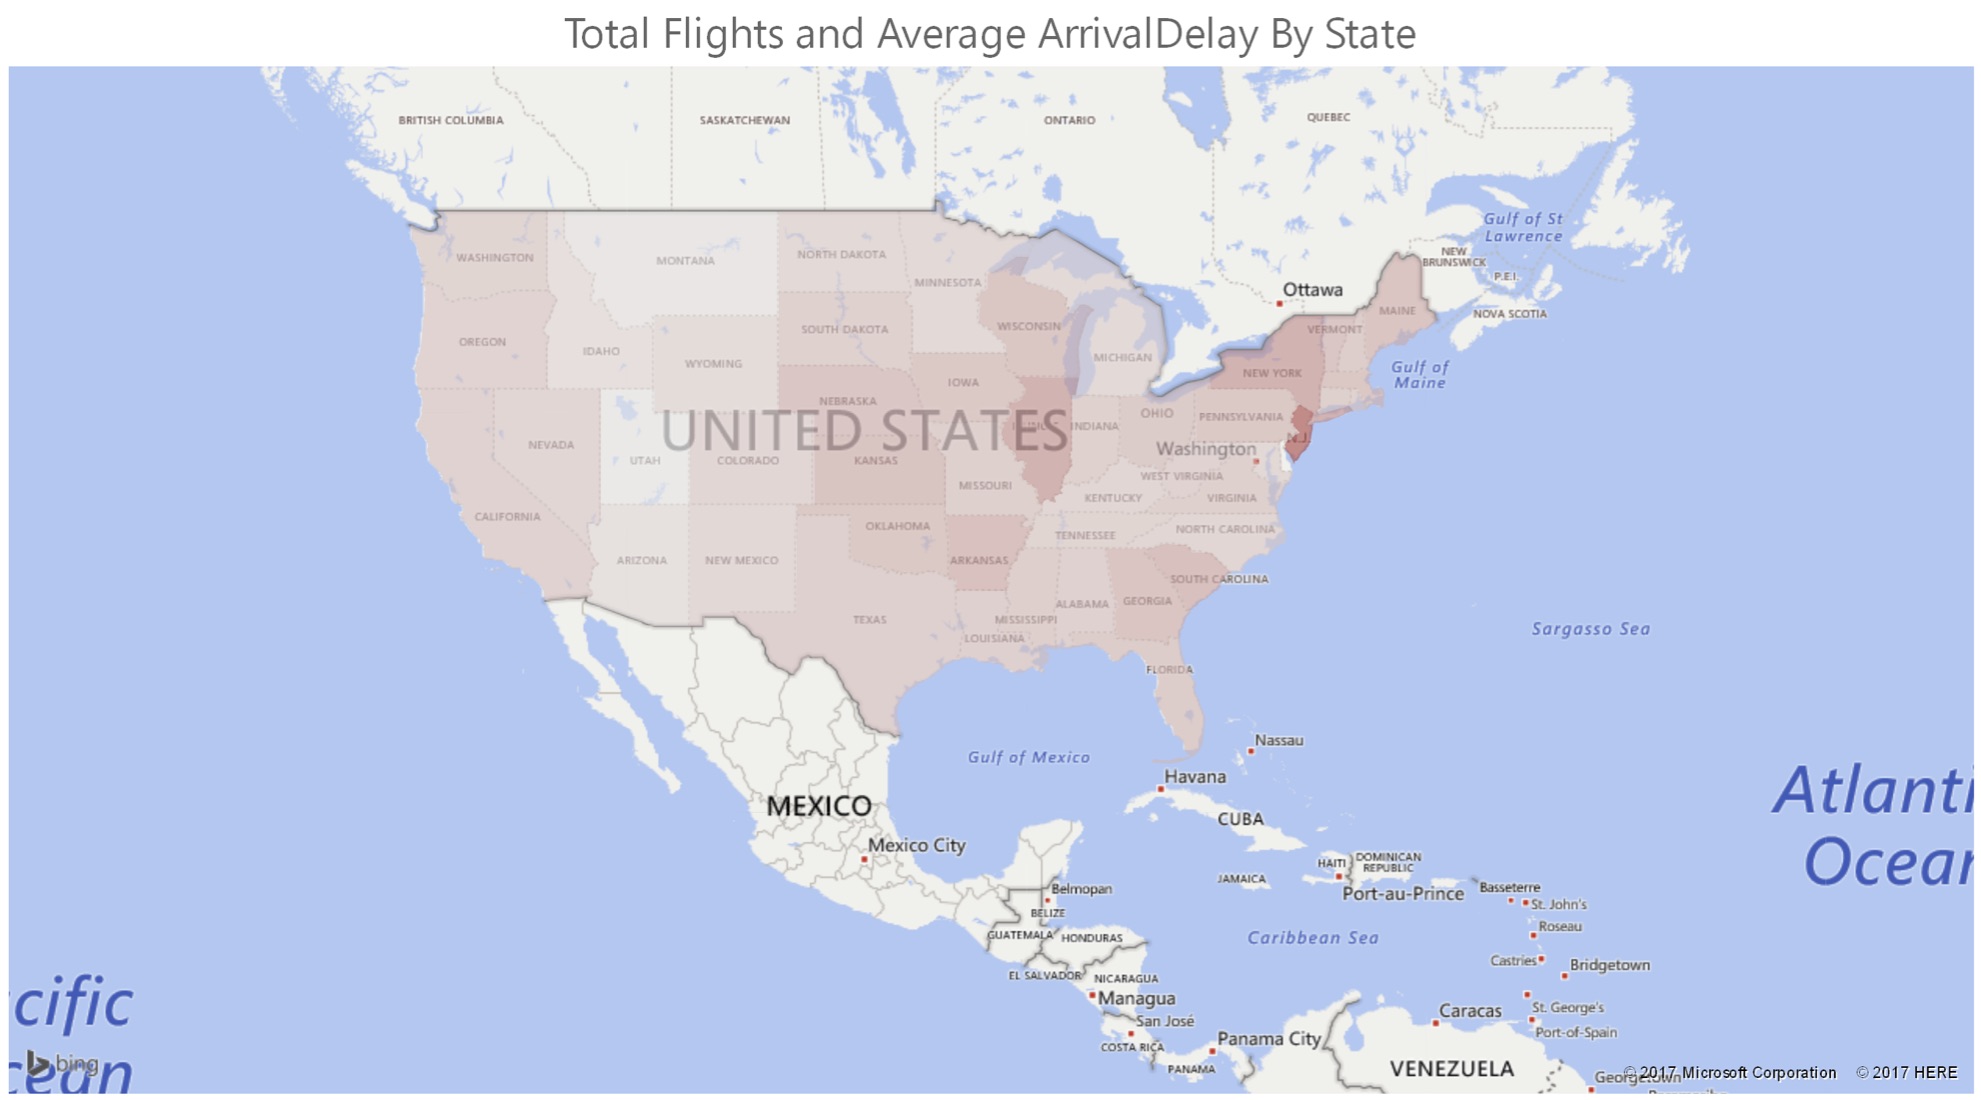 Total Flights and Average ArrivalDelay By State
BRITISH COLUMBIA
SASKATCHEWAN
ONTARIO
QUEBEC
Gulf of St
Lawrence
NEW
BRUNSWICK
P.E.I.
NOVA SCOTIA
Ottawa
WASHINGTON
MONTANA
NORTH DAKOTA
MINNESOTA
MAINE
VERMONT
OREGON
IDAHO
WYOMING
SOUTH DAKOTA
WISCONSIN
MICHIGAN
NEW YORK
Gulf of
Maine
IOWA
NEBRASKA
UNITED STATES
ILLINOIS
INDIANA
OHIO
PENNSYLVANIA
NJ
NEVADA
UTAH
COLORADO
KANSAS
MISSOURI
Washington
WEST VIRGINIA
KENTUCKY
VIRGINIA
CALIFORNIA
OKLAHOMA
TENNESSEE
NORTH CAROLINA
ARIZONA
NEW MEXICO
ARKANSAS
SOUTH CAROLINA
ALABAMA
GEORGIA
TEXAS
MISSISSIPPI
LOUISIANA
FLORIDA
Sargasso Sea
Gulf of Mexico
Nassau
Havana
CUBA
Atlanti
Ocean
MEXICO
Mexico City
HAITI
DOMINICAN
REPUBLIC
JAMAICA
Port-au-Prince
Basseterre
St. John's
Belmopan
BELIZE
Roseau
GUATEMALA
HONDURAS
Caribbean Sea
Castries
Bridgetown
EL SALVADOR
NICARAGUA
Managua
St. George's
Caracas
San José
Port-of-Spain
COSTA RICA
Panama City
PANAMA
VENEZUELA
Georgetown
cific
cean
bing
© 2017 Microsoft Corporation © 2017 HERE